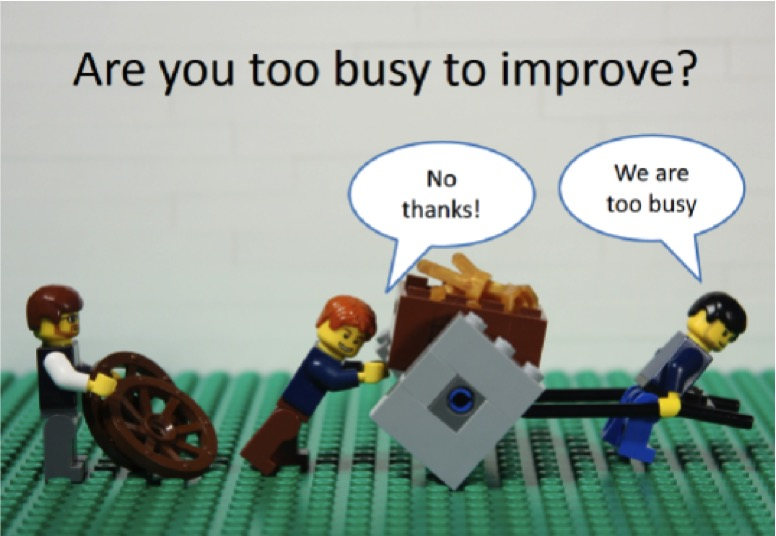 Are you too busy to improve?
No
thanks!
We are
too busy